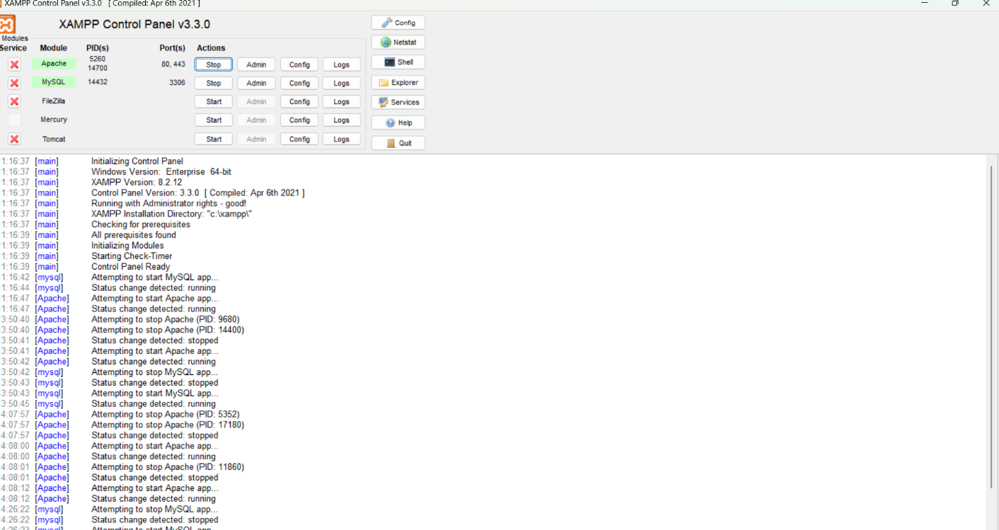 XAMPP Control Panel v3.3.0 [ Compiled: Apr 6th 2021 ]
XAMPP Control Panel v3.3.0
Config
Modules
Service Module PID(s) Port(s) Actions
Netstat
Apache 5260 14700 80, 443 Stop Admin Config Logs
Shell
MySQL 14432 3306 Stop Admin Config Logs
Explorer
FileZilla Start Admin Config Logs
Services
Mercury Start Admin Config Logs
Help
Tomcat Start Admin Config Logs
Quit
1:16:37 [main] Initializing Control Panel
1:16:37 [main] Windows Version: Enterprise 64-bit
1:16:37 [main] XAMPP Version: 8.2.12
1:16:37 [main] Control Panel Version: 3.3.0 [ Compiled: Apr 6th 2021 ]
1:16:37 [main] Running with Administrator rights - good!
1:16:37 [main] XAMPP Installation Directory: "c:\xampp\"
1:16:37 [main] Checking for prerequisites
1:16:39 [main] All prerequisites found
1:16:39 [main] Initializing Modules
1:16:39 [main] Starting Check-Timer
1:16:39 [main] Control Panel Ready
1:16:42 [mysql] Attempting to start MySQL app...
1:16:44 [mysql] Status change detected: running
1:16:47 [Apache] Attempting to start Apache app...
1:16:47 [Apache] Status change detected: running
3:50:40 [Apache] Attempting to stop Apache (PID: 9680)
3:50:40 [Apache] Attempting to stop Apache (PID: 14400)
3:50:41 [Apache] Status change detected: stopped
3:50:41 [Apache] Attempting to start Apache app...
3:50:42 [Apache] Status change detected: running
3:50:42 [mysql] Attempting to stop MySQL app...
3:50:43 [mysql] Status change detected: stopped
3:50:43 [mysql] Attempting to start MySQL app...
3:50:45 [mysql] Status change detected: running
4:07:57 [Apache] Attempting to stop Apache (PID: 5352)
4:07:57 [Apache] Attempting to stop Apache (PID: 17180)
4:07:57 [Apache] Status change detected: stopped
4:08:00 [Apache] Attempting to start Apache app...
4:08:00 [Apache] Status change detected: running
4:08:01 [Apache] Attempting to stop Apache (PID: 11860)
4:08:01 [Apache] Status change detected: stopped
4:08:12 [Apache] Attempting to start Apache app...
4:08:12 [Apache] Status change detected: running
4:26:22 [mysql] Attempting to stop MySQL app...
4:26:22 [mysql] Status change detected: stopped
4:26:23 [mysql] Attempting to start MySQL app...